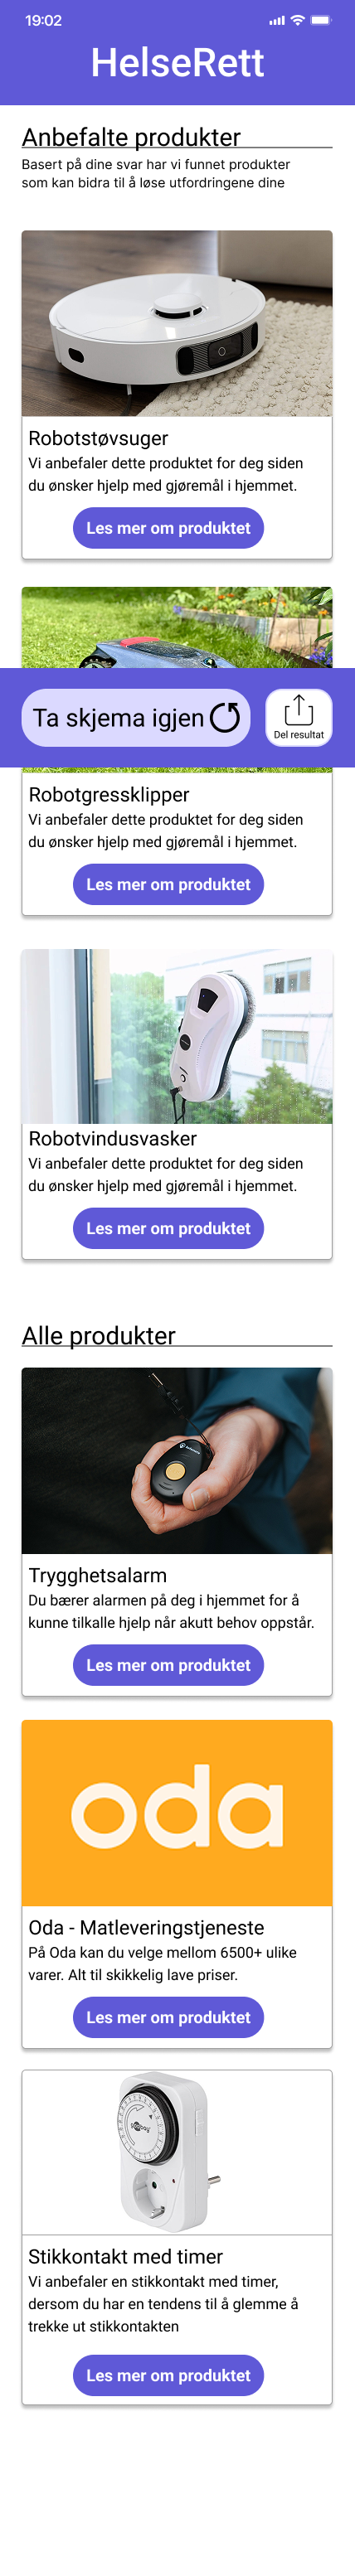 19:02
HelseRett
Anbefalte produkter
Basert på dine svar har vi funnet produkter
som kan bidra til å løse utfordringene dine
Robotstøvsuger
Vi anbefaler dette produktet for deg siden
du ønsker hjelp med gjøremål i hjemmet.
Les mer om produktet
Ta skjema igjen
Del resultat
Robotgressklipper
Vi anbefaler dette produktet for deg siden
du ønsker hjelp med gjøremål i hjemmet.
Les mer om produktet
Robotvindusvasker
Vi anbefaler dette produktet for deg siden
du ønsker hjelp med gjøremål i hjemmet.
Les mer om produktet
Alle produkter
Trygghetsalarm
Du bærer alarmen på deg i hjemmet for å
kunne tilkalle hjelp når akutt behov oppstår.
Les mer om produktet
oda
Oda - Matleveringstjeneste
På Oda kan du velge mellom 6500+ ulike
varer. Alt til skikkelig lave priser.
Les mer om produktet
Stikkontakt med timer
Vi anbefaler en stikkontakt med timer,
dersom du har en tendens til å glemme å
trekke ut stikkontakten
Les mer om produktet